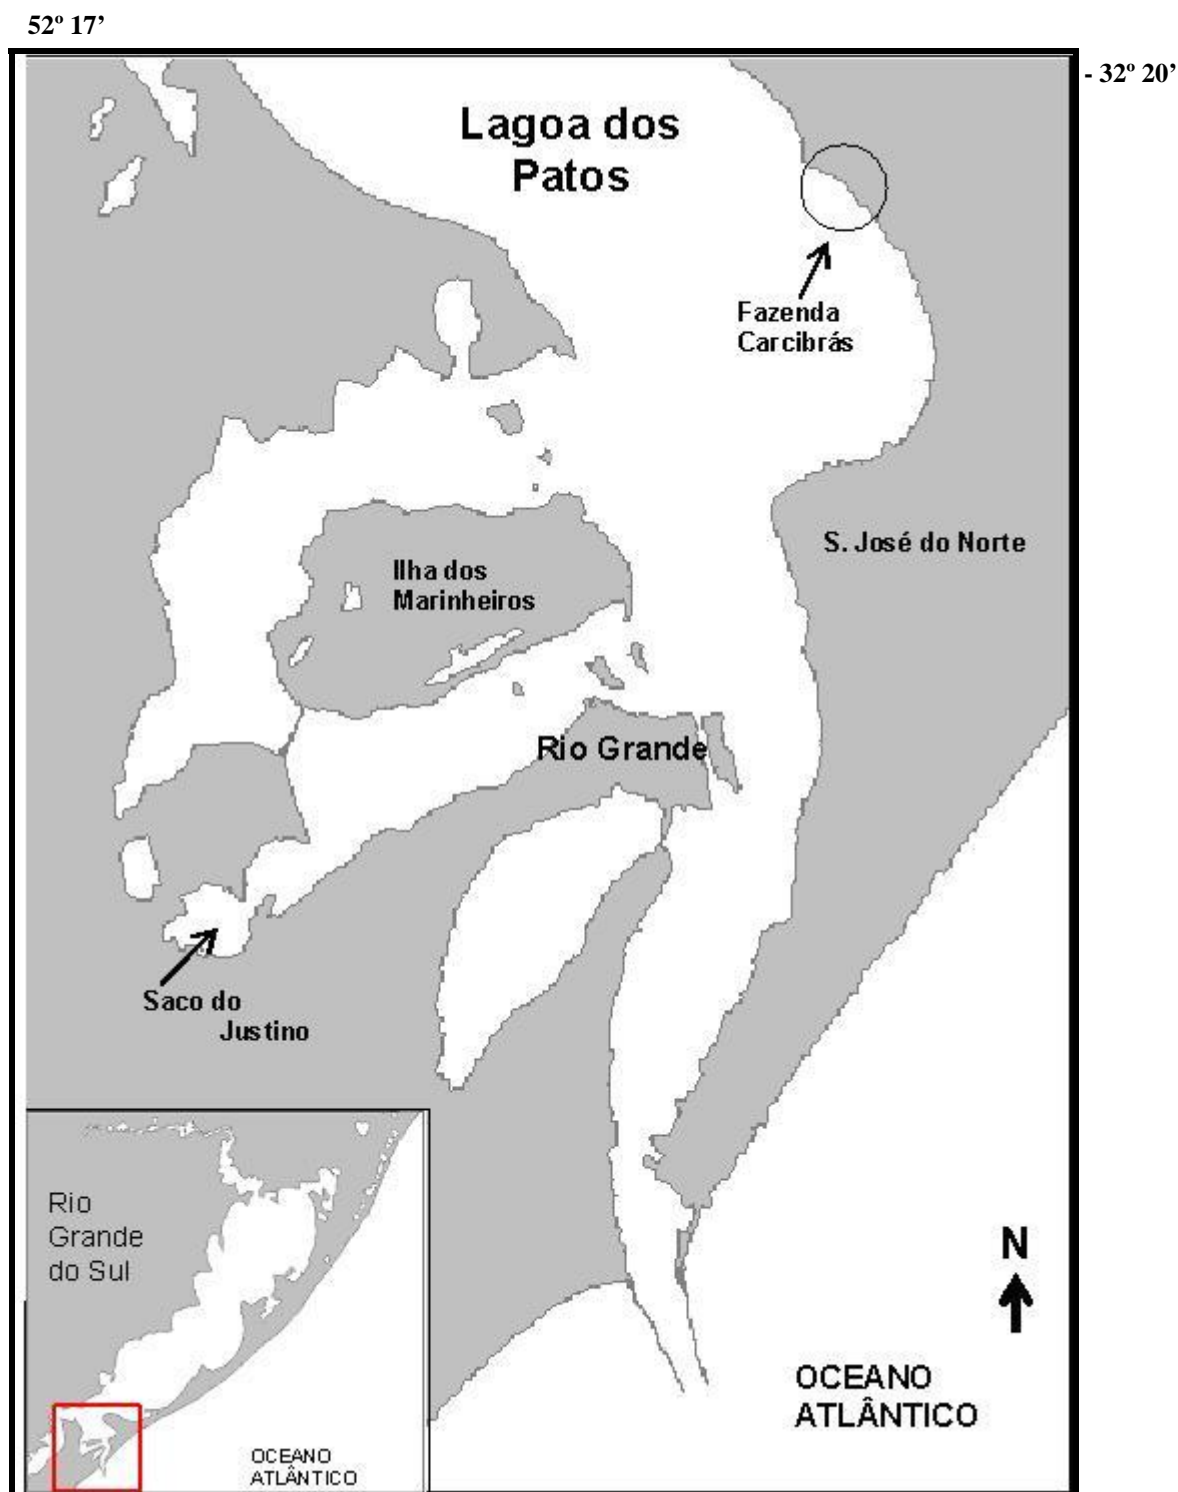 52º 17’
- 32º 20’
Lagoa dos
Patos
Fazenda
Carcibrás
S. José do Norte
Ilha dos
Marinheiros
Rio Grande
Saco do
Justino
Rio
Grande
do Sul
N
OCEANO
ATLÂNTICO
OCEANO
ATLÂNTICO